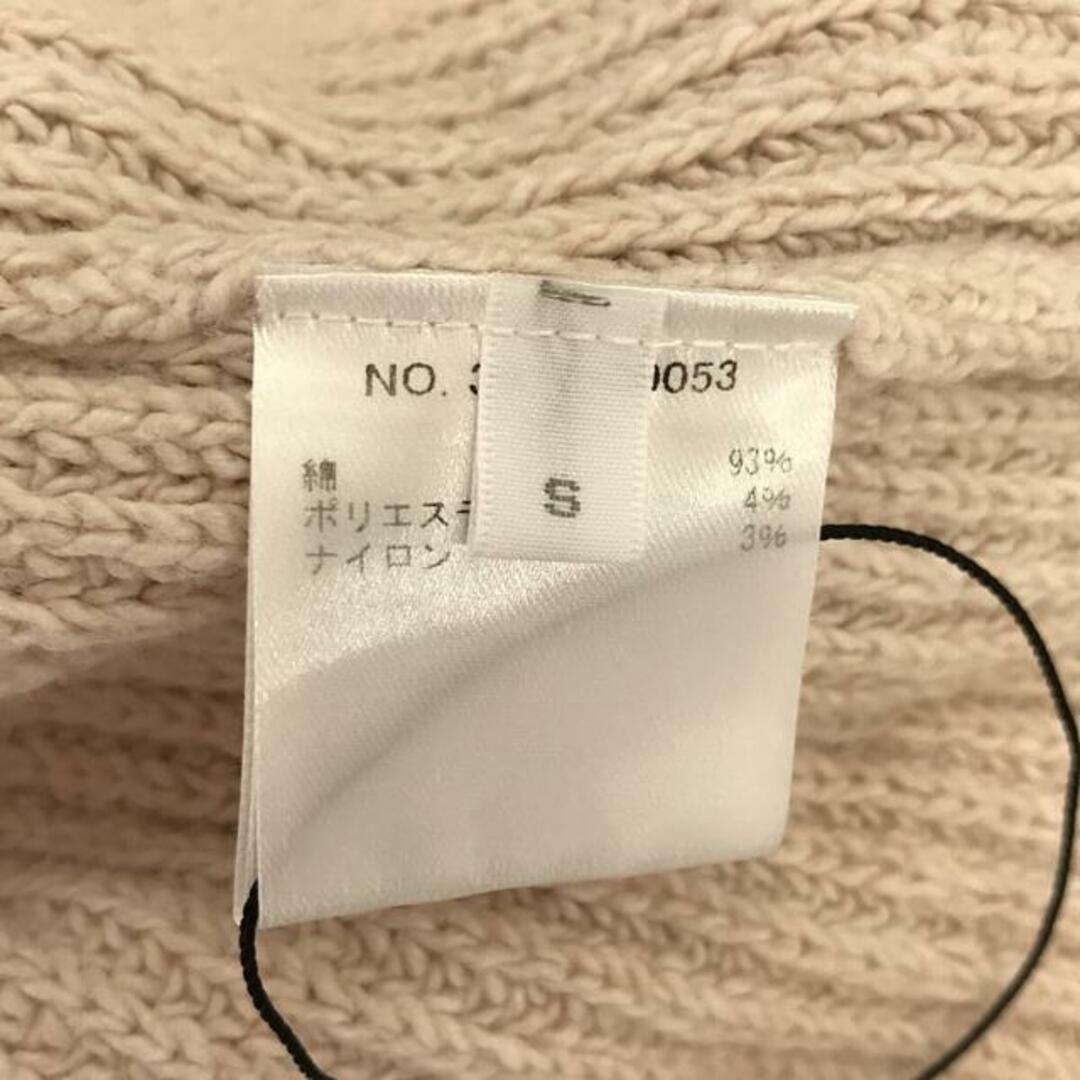 NO. 3 0053
綿 93%
ポリエステ 4%
ナイロン 3%
S